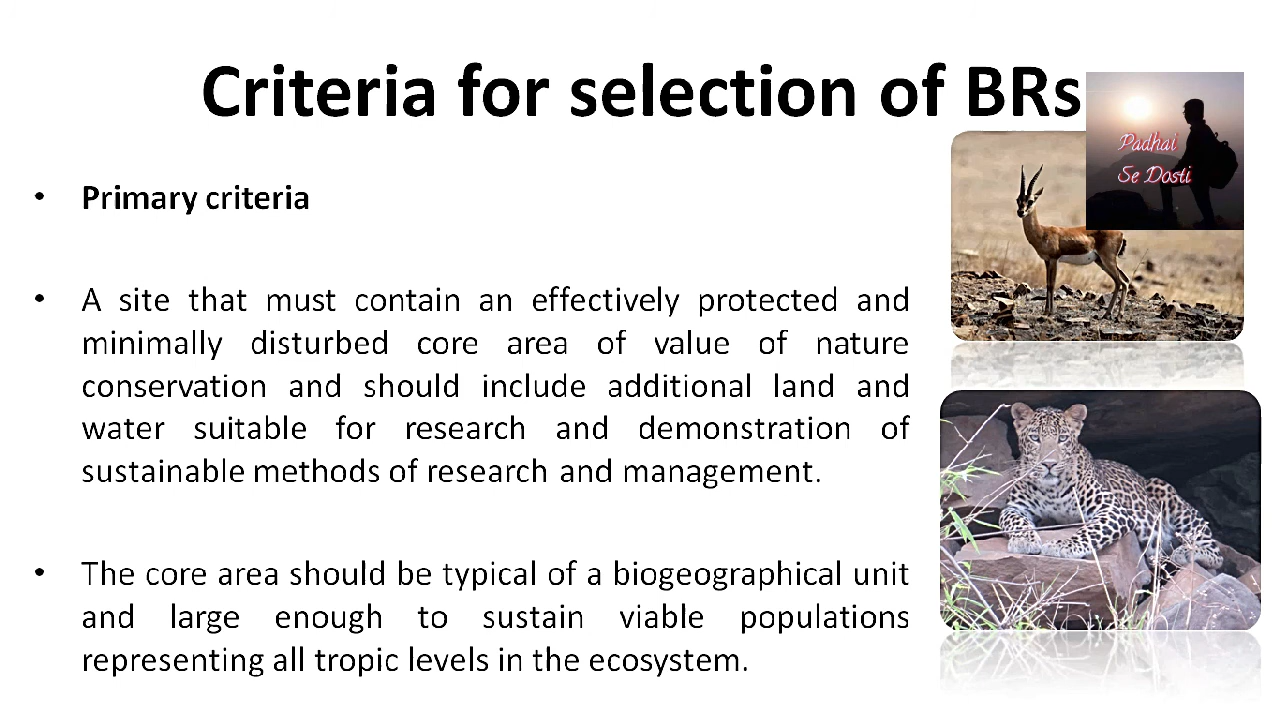 Criteria for selection of BRs
Padhai
Se Dosti
• Primary criteria
• A site that must contain an effectively protected and
minimally disturbed core area of value of nature
conservation and should include additional land and
water suitable for research and demonstration of
sustainable methods of research and management.
• The core area should be typical of a biogeographical unit
and large enough to sustain viable populations
representing all tropic levels in the ecosystem.